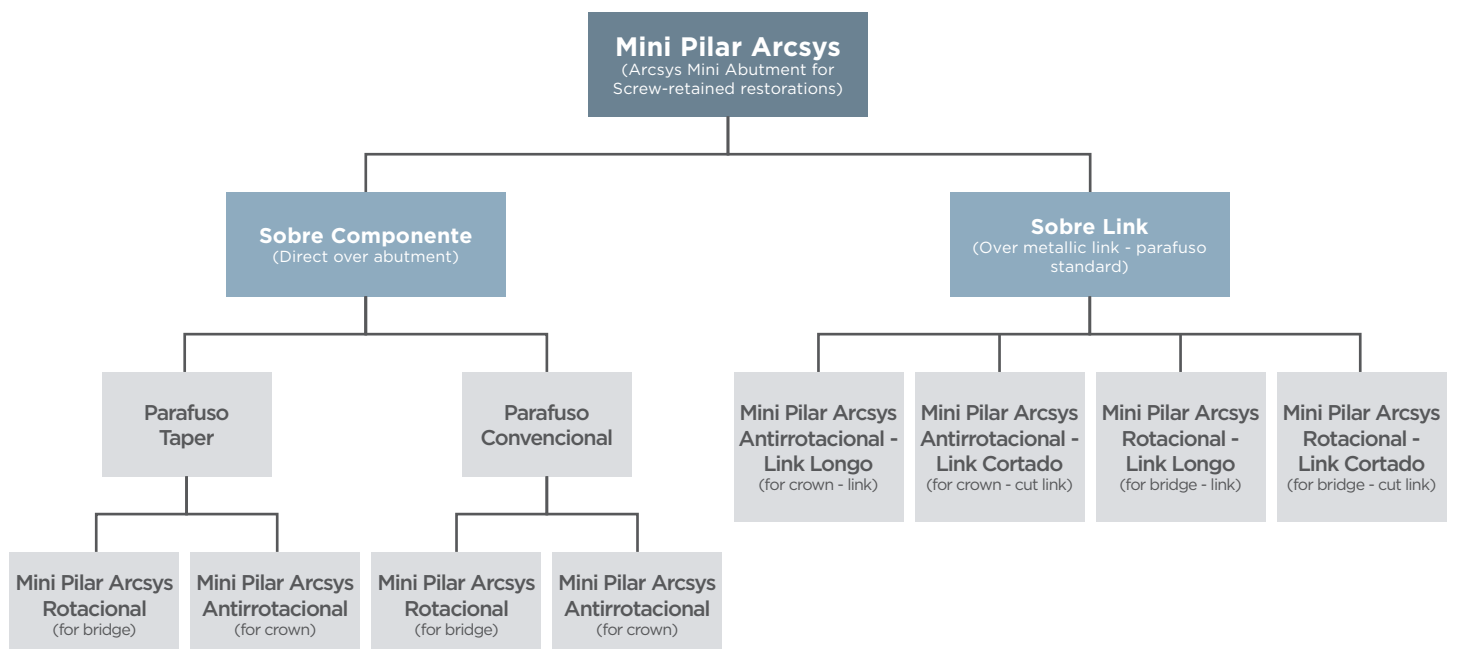 Mini Pilar Arcsys
(Arcsys Mini Abutment for
Screw-retained restorations)
Sobre Componente
(Direct over abutment)
Sobre Link
(Over metallic link - parafuso
standard)
Parafuso
Taper
Parafuso
Convencional
Mini Pilar Arcsys
Antirrotacional -
Link Longo
(for crown - link)
Mini Pilar Arcsys
Antirrotacional -
Link Cortado
(for crown - cut link)
Mini Pilar Arcsys
Rotacional -
Link Longo
(for bridge - link)
Mini Pilar Arcsys
Rotacional -
Link Cortado
(for bridge - cut link)
Mini Pilar Arcsys
Rotacional
(for bridge)
Mini Pilar Arcsys
Antirrotacional
(for crown)
Mini Pilar Arcsys
Rotacional
(for bridge)
Mini Pilar Arcsys
Antirrotacional
(for crown)